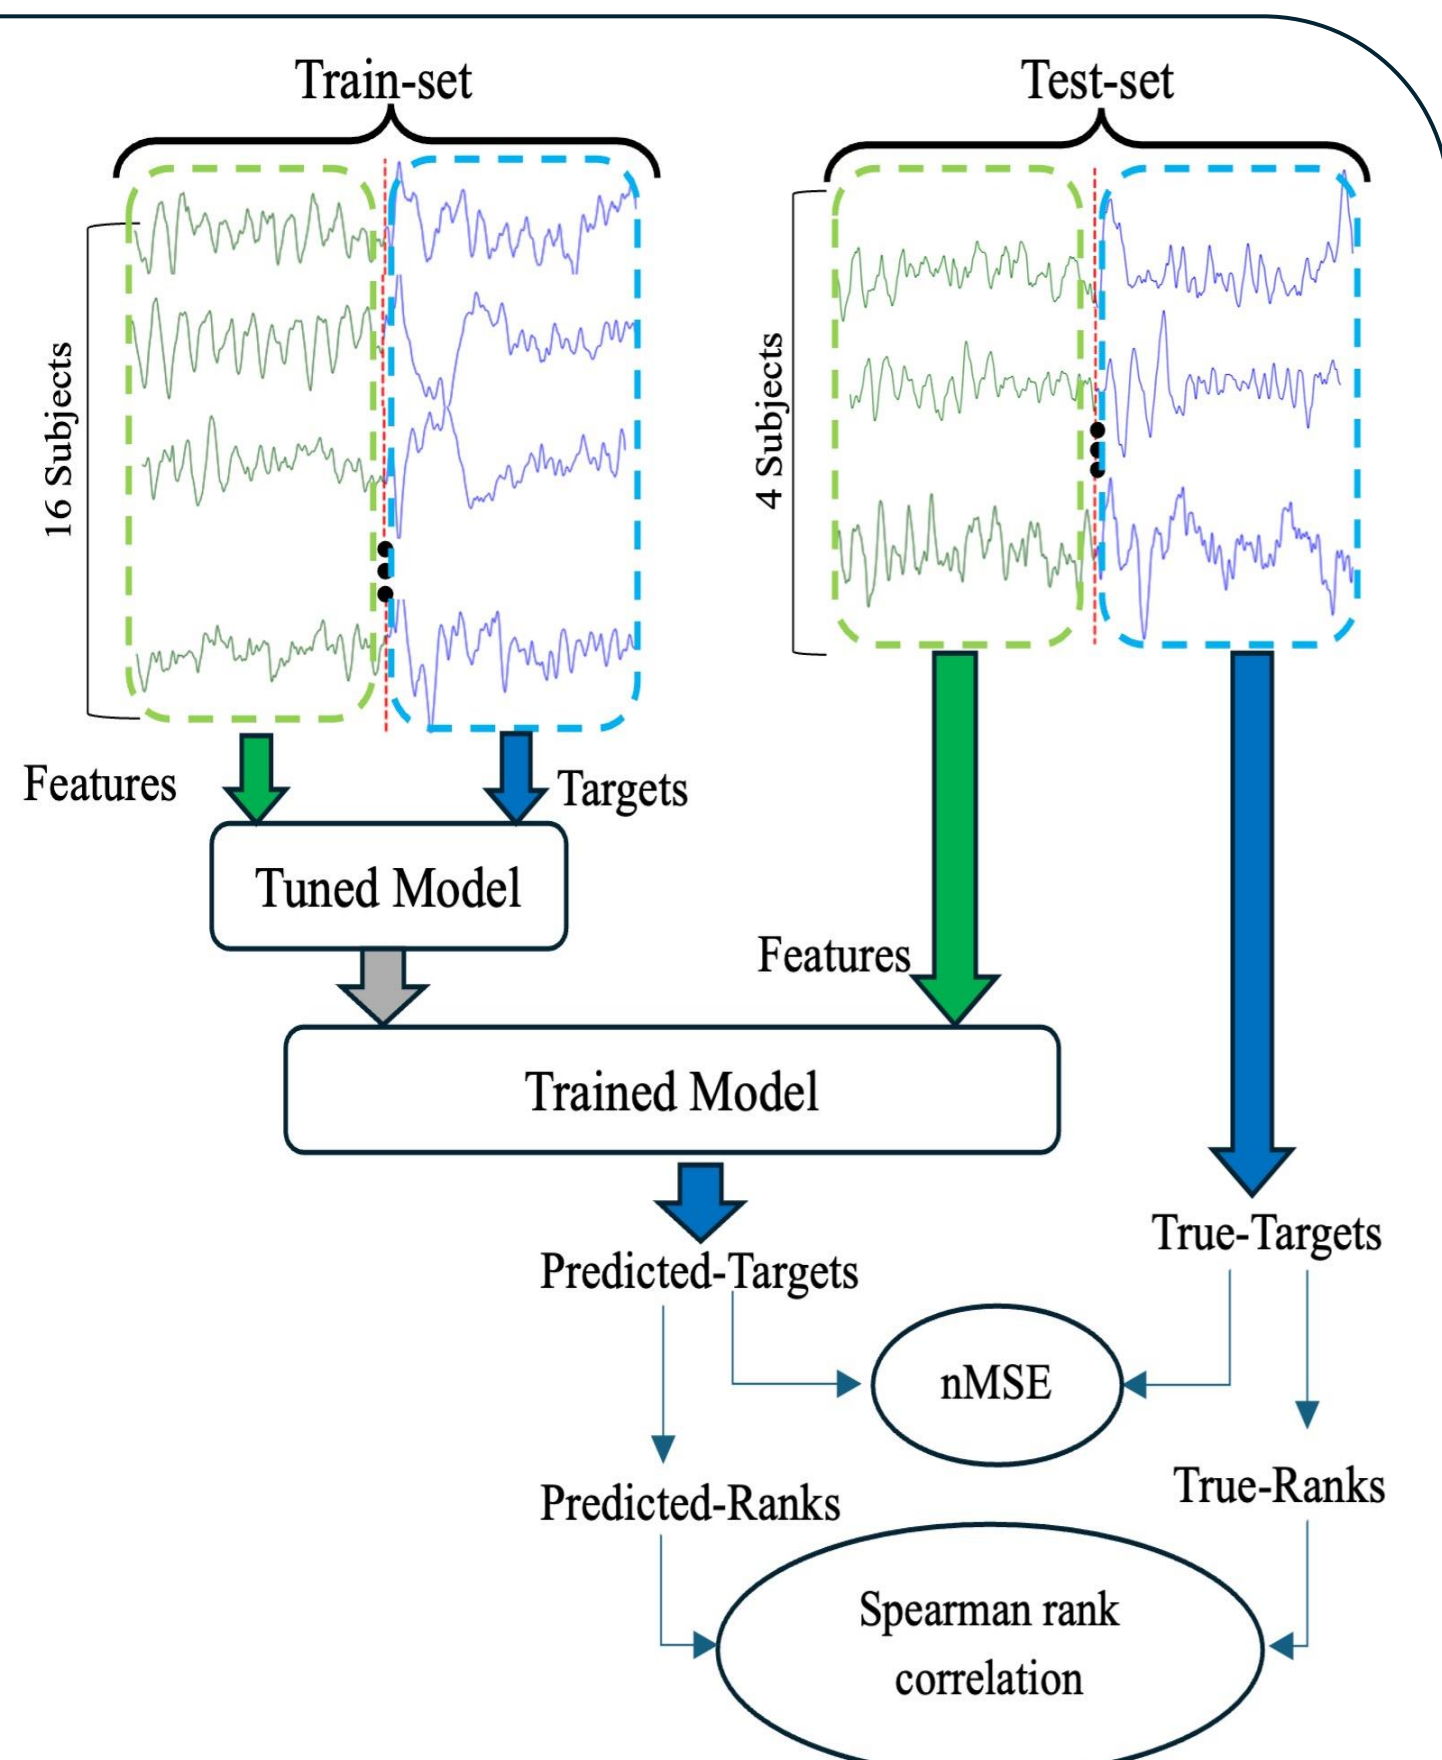 Train-set
Test-set
16 Subjects
4 Subjects
Features
Targets
Tuned Model
Features
Trained Model
True-Targets
Predicted-Targets
nMSE
True-Ranks
Predicted-Ranks
Spearman rank
correlation